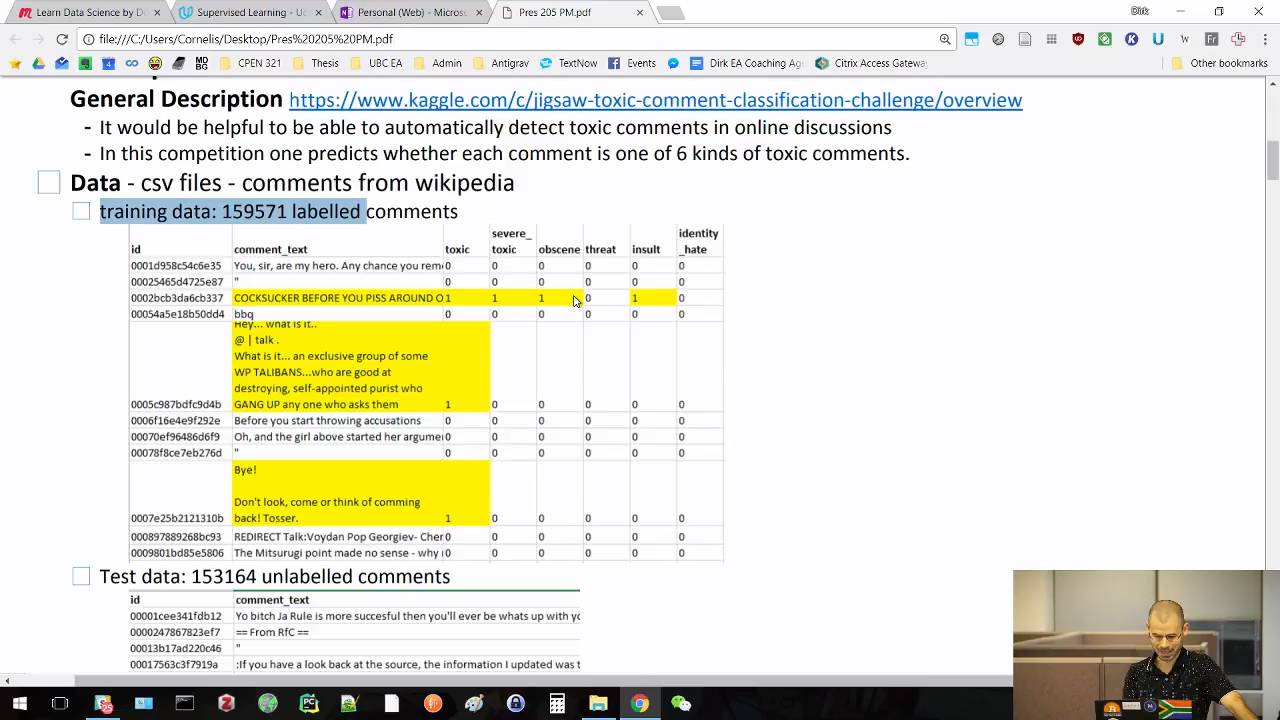 Learn Data Science by D
Supervised Learning - U
Personal (Web) - Micros
Pres 205 PM.pdf
file:///C:/Users/Cornelis/Desktop/Pres%20205%20PM.pdf
CPEN 321
Thesis
UBC EA
Admin
Antigrav
TextNow
Events
Dirk EA Coaching Ag
Citrix Access Gatewa
Other bookmarks
General Description https://www.kaggle.com/c/jigsaw-toxic-comment-classification-challenge/overview
- It would be helpful to be able to automatically detect toxic comments in online discussions
- In this competition one predicts whether each comment is one of 6 kinds of toxic comments.
Data - csv files - comments from wikipedia
training data: 159571 labelled comments
id comment_text toxic severe_toxic obscene threat insult identity_hate
0001d958c54c6e35 You, sir, are my hero. Any chance you rem 0 0 0 0 0 0
00025465d4725e87 " 0 0 0 0 0 0
0002bcb3da6cb337 COCKSUCKER BEFORE YOU PISS AROUND O 1 1 1 0 1 0
00054a5e18b50dd4 bbq 0 0 0 0 0 0
Hey... what is it..
@ | talk .
What is it... an exclusive group of some
WP TALIBANS...who are good at
destroying, self-appointed purist who
0005c987bdfc9d4b GANG UP any one who asks them 1 0 0 0 0 0
0006f16e4e9f292e Before you start throwing accusations 0 0 0 0 0 0
00070ef96486d6f9 Oh, and the girl above started her argume 0 0 0 0 0 0
00078f8ce7eb276d " 0 0 0 0 0 0
Bye!
Don't look, come or think of comming
0007e25b2121310b back! Tosser. 1 0 0 0 0 0
000897889268bc93 REDIRECT Talk:Voydan Pop Georgiev- Cher 0 0 0 0 0 0
0009801bd85e5806 The Mitsurugi point made no sense - why 0 0 0 0 0 0
Test data: 153164 unlabelled comments
id comment_text
00001cee341fdb12 Yo bitch Ja Rule is more succesful then you'll ever be whats up with yo
0000247867823ef7 == From RfC ==
00013b17ad220c46 "
00017563c3f7919a :If you have a look back at the source, the information I updated was t